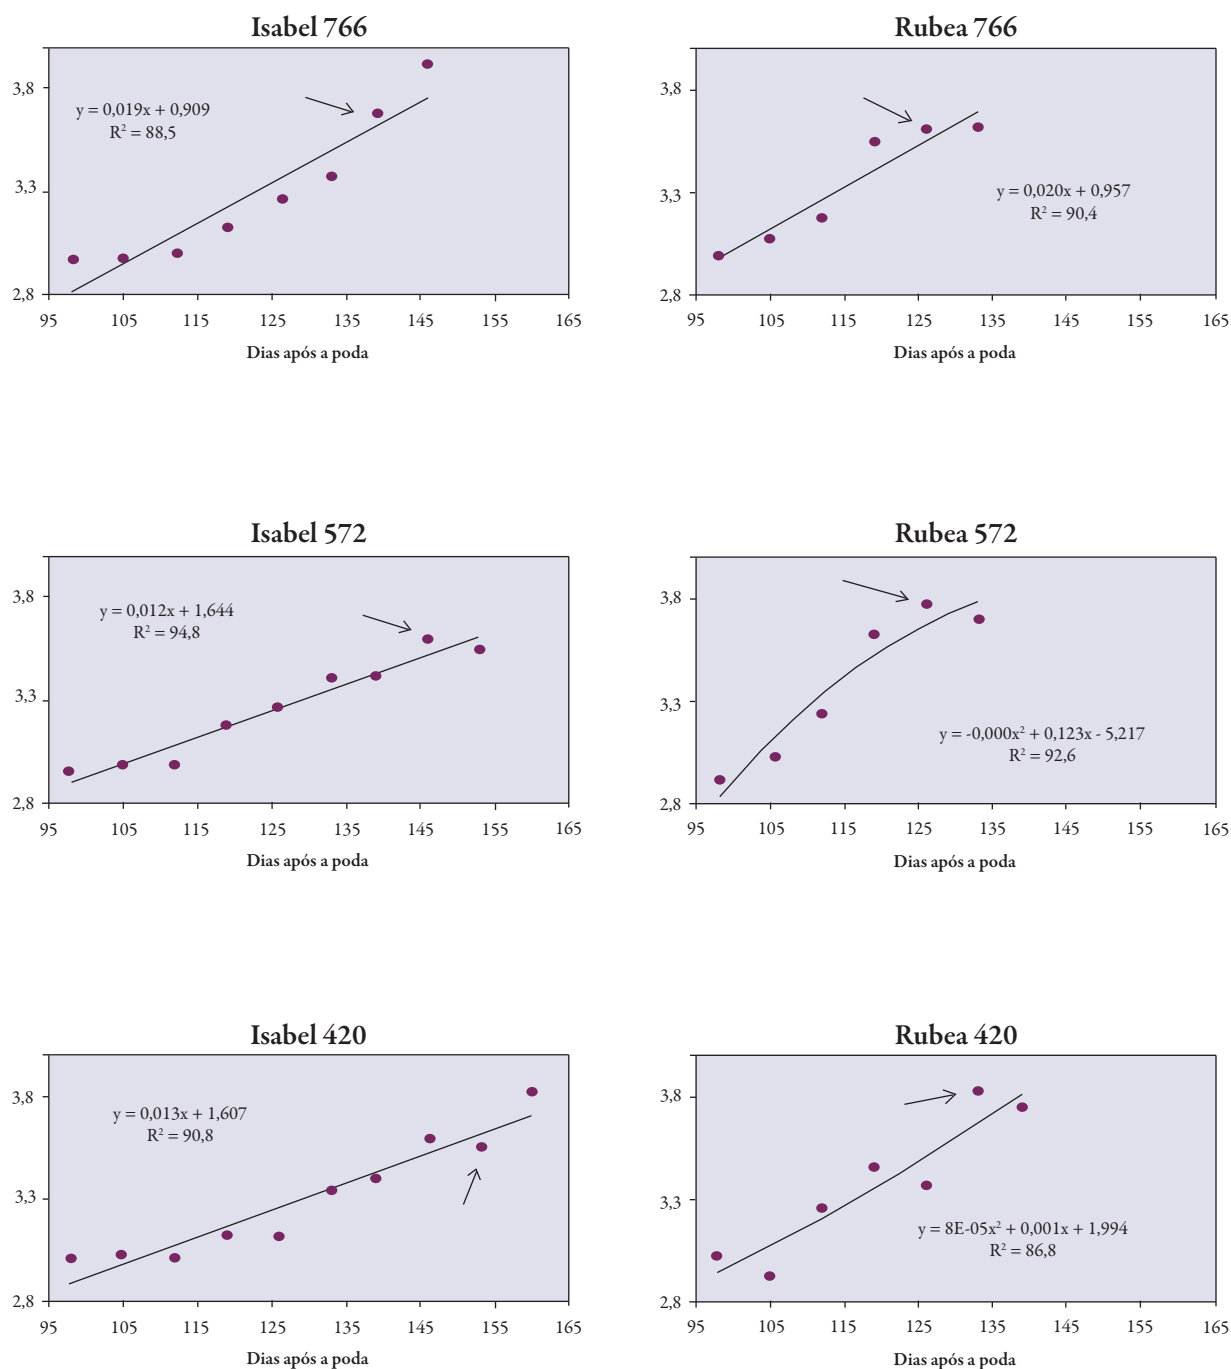 Isabel 766
3,8
3,3
2,8
y = 0,019x + 0,909
R² = 88,5
95 105 115 125 135 145 155 165
Dias após a poda
Rubea 766
3,8
3,3
2,8
y = 0,020x + 0,957
R² = 90,4
95 105 115 125 135 145 155 165
Dias após a poda
Isabel 572
3,8
3,3
2,8
y = 0,012x + 1,644
R² = 94,8
95 105 115 125 135 145 155 165
Dias após a poda
Rubea 572
3,8
3,3
2,8
y = -0,000x² + 0,123x - 5,217
R² = 92,6
95 105 115 125 135 145 155 165
Dias após a poda
Isabel 420
3,8
3,3
2,8
y = 0,013x + 1,607
R² = 90,8
95 105 115 125 135 145 155 165
Dias após a poda
Rubea 420
3,8
3,3
2,8
y = 8E-05x² + 0,001x + 1,994
R² = 86,8
95 105 115 125 135 145 155 165
Dias após a poda